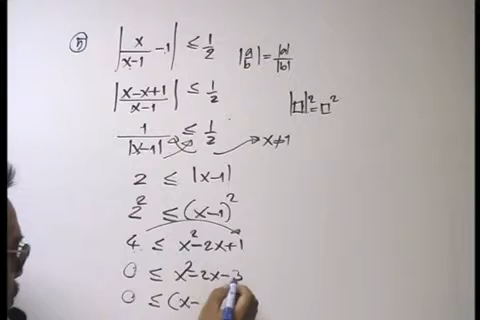 ⑤ |x/(x-1) - 1| ≤ 1/2
|a/b| = |a|/|b|
|(x-x+1)/(x-1)| ≤ 1/2
|□|² = □²
1/|x-1| ≤ 1/2 → x≠1
2 ≤ |x-1|
2² ≤ (x-1)²
4 ≤ x²-2x+1
0 ≤ x²-2x-3
0 ≤ (x-